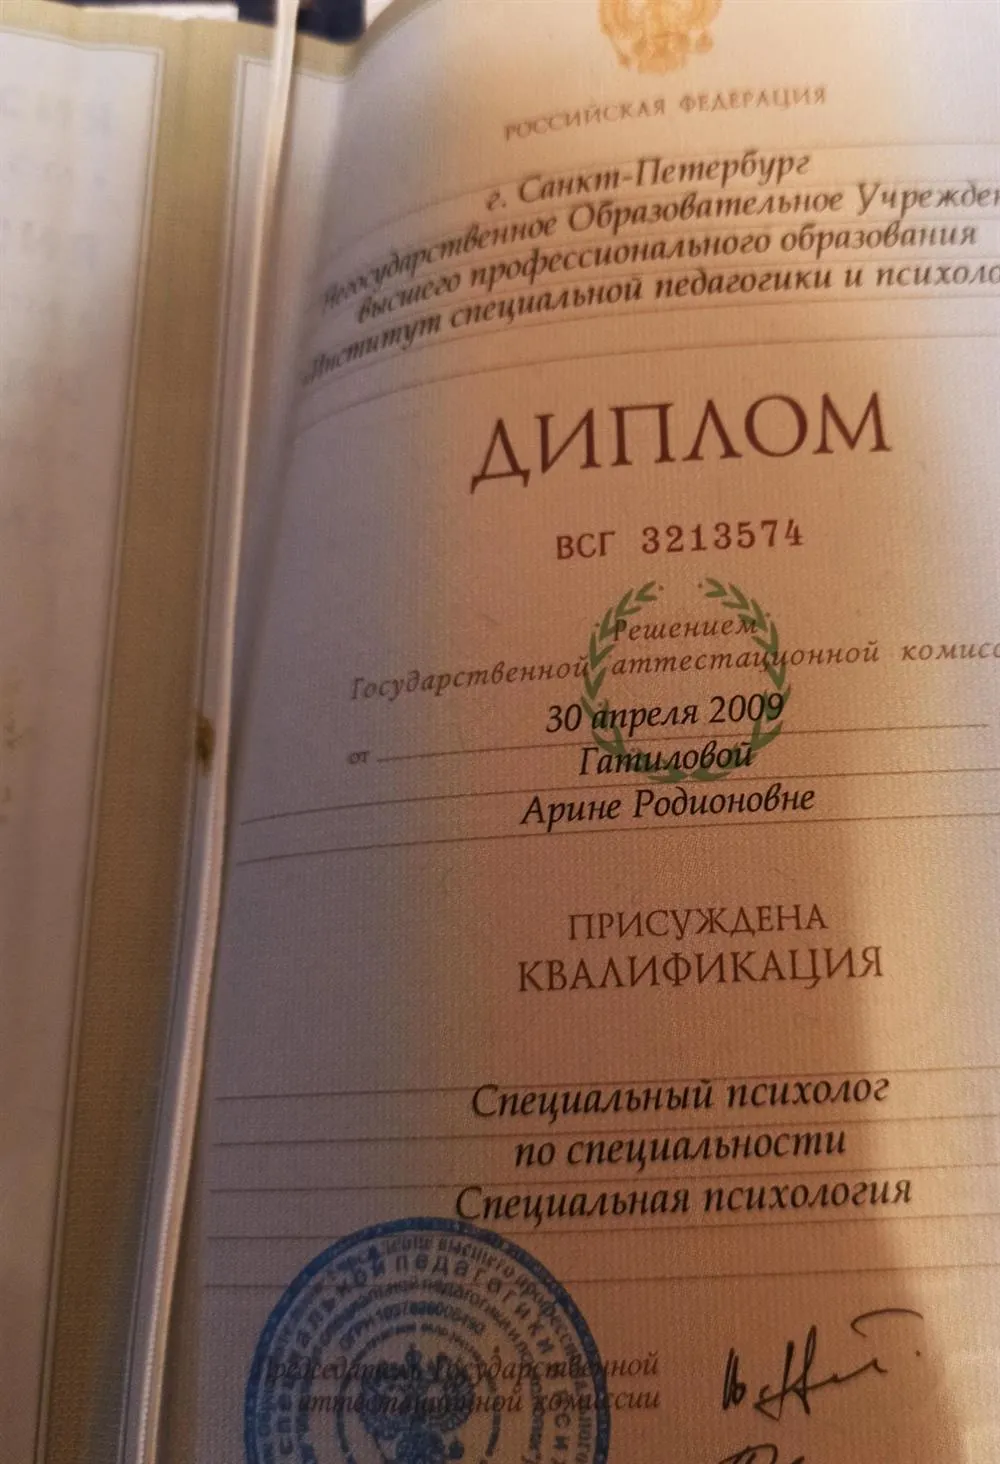 РОССИЙСКАЯ ФЕДЕРАЦИЯ
г. Санкт-Петербург
Негосударственное Образовательное Учрежден
высшего профессионального образования
«Институт специальной педагогики и психоло
ДИПЛОМ
ВСГ 3213574
Решением
Государственной аттестационной комисс
30 апреля 2009
от
Гатиловой
Арине Родионовне
ПРИСУЖДЕНА
КВАЛИФИКАЦИЯ
Специальный психолог
по специальности
Специальная психология
Председатель Государственной
аттестационной комиссии